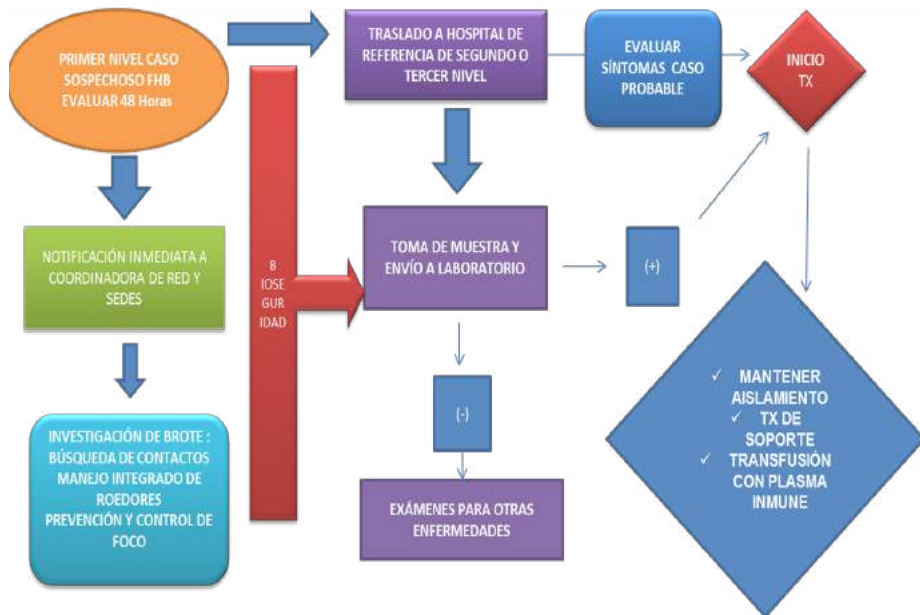 PRIMER NIVEL CASO
SOSPECHOSO FHB
EVALUAR 48 Horas
TRASLADO A HOSPITAL DE
REFERENCIA DE SEGUNDO O
TERCER NIVEL
EVALUAR
SÍNTOMAS CASO
PROBABLE
INICIO
TX
NOTIFICACIÓN INMEDIATA A
COORDINADORA DE RED Y
SEDES
B
IOSE
GUR
IDAD
TOMA DE MUESTRA Y
ENVÍO A LABORATORIO
(+)
(-)
INVESTIGACIÓN DE BROTE :
BÚSQUEDA DE CONTACTOS
MANEJO INTEGRADO DE
ROEDORES
PREVENCIÓN Y CONTROL DE
FOCO
EXÁMENES PARA OTRAS
ENFERMEDADES
✓ MANTENER
AISLAMIENTO
✓ TX DE
SOPORTE
✓ TRANSFUSIÓN
CON PLASMA
INMUNE